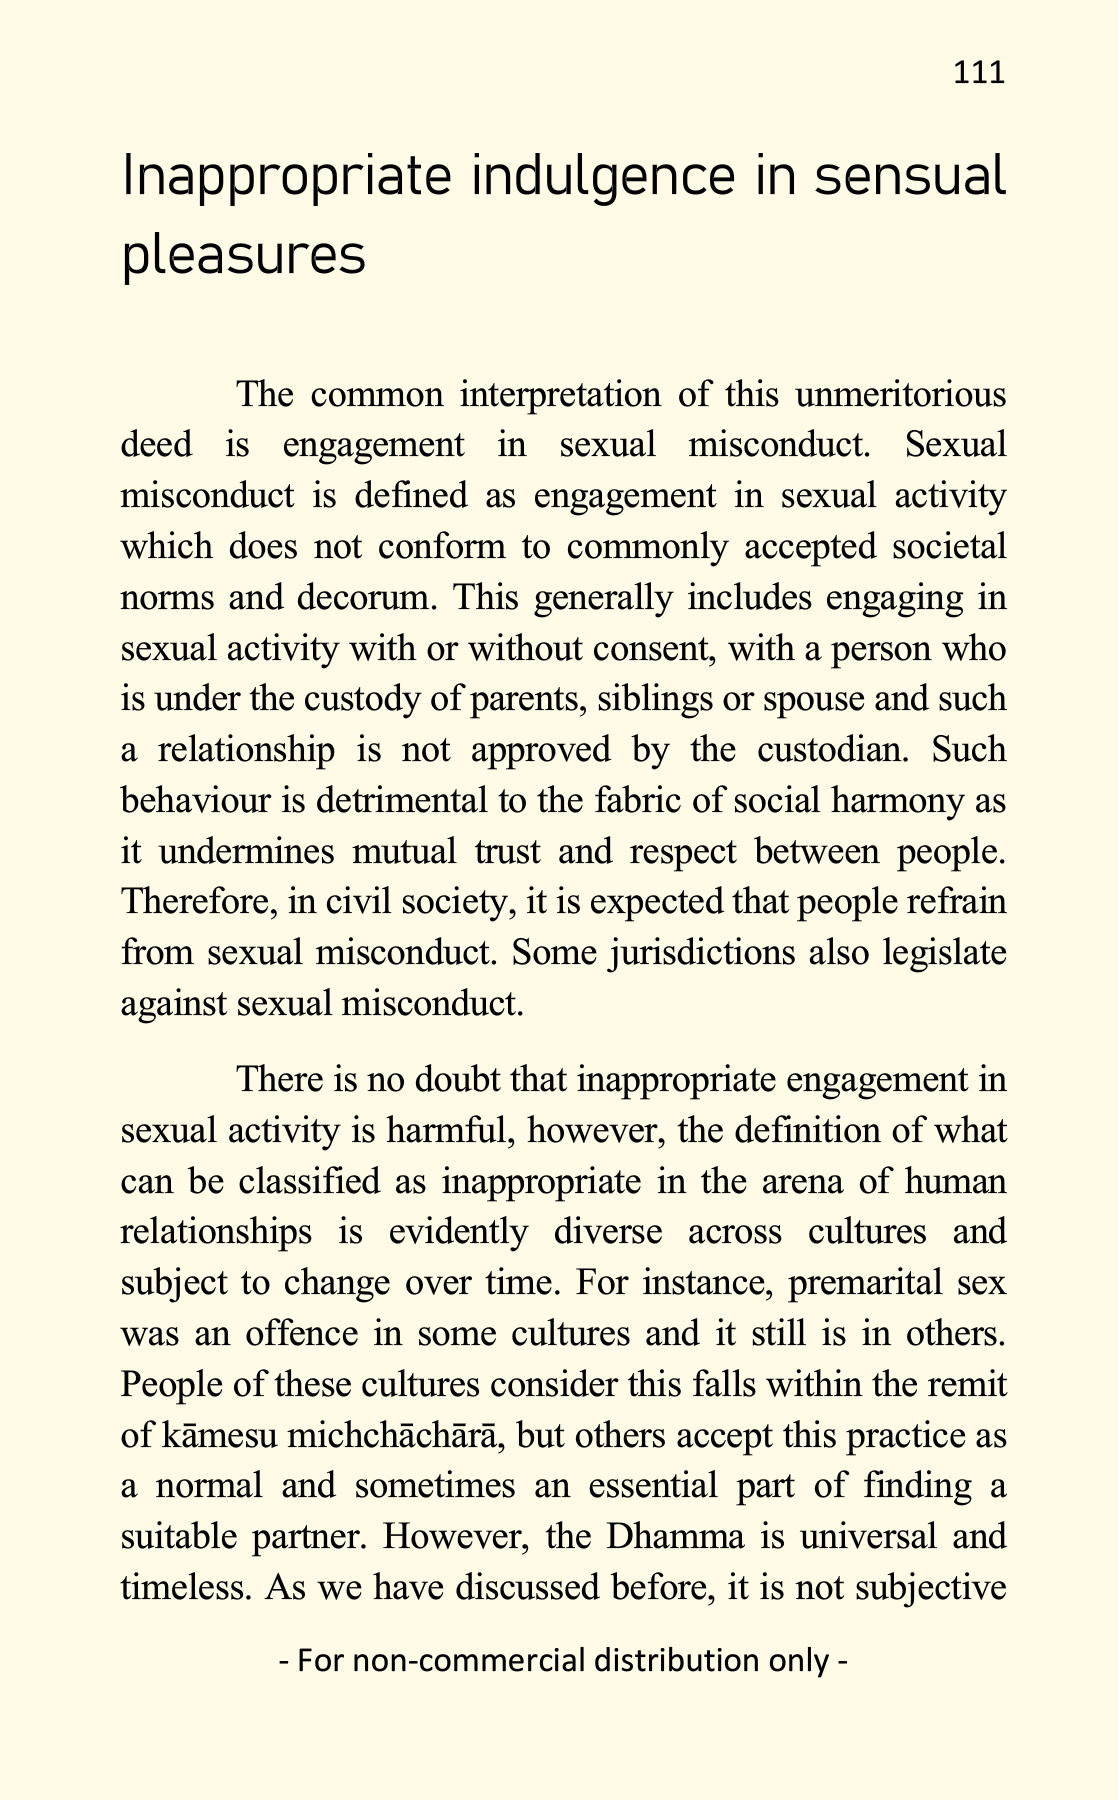 111
Inappropriate indulgence in sensual
pleasures
The common interpretation of this unmeritorious
deed is engagement in sexual misconduct. Sexual
misconduct is defined as engagement in sexual activity
which does not conform to commonly accepted societal
norms and decorum. This generally includes engaging in
sexual activity with or without consent, with a person who
is under the custody of parents, siblings or spouse and such
a relationship is not approved by the custodian. Such
behaviour is detrimental to the fabric of social harmony as
it undermines mutual trust and respect between people.
Therefore, in civil society, it is expected that people refrain
from sexual misconduct. Some jurisdictions also legislate
against sexual misconduct.
There is no doubt that inappropriate engagement in
sexual activity is harmful, however, the definition of what
can be classified as inappropriate in the arena of human
relationships is evidently diverse across cultures and
subject to change over time. For instance, premarital sex
was an offence in some cultures and it still is in others.
People of these cultures consider this falls within the remit
of kāmesu michchāchārā, but others accept this practice as
a normal and sometimes an essential part of finding a
suitable partner. However, the Dhamma is universal and
timeless. As we have discussed before, it is not subjective
- For non-commercial distribution only -